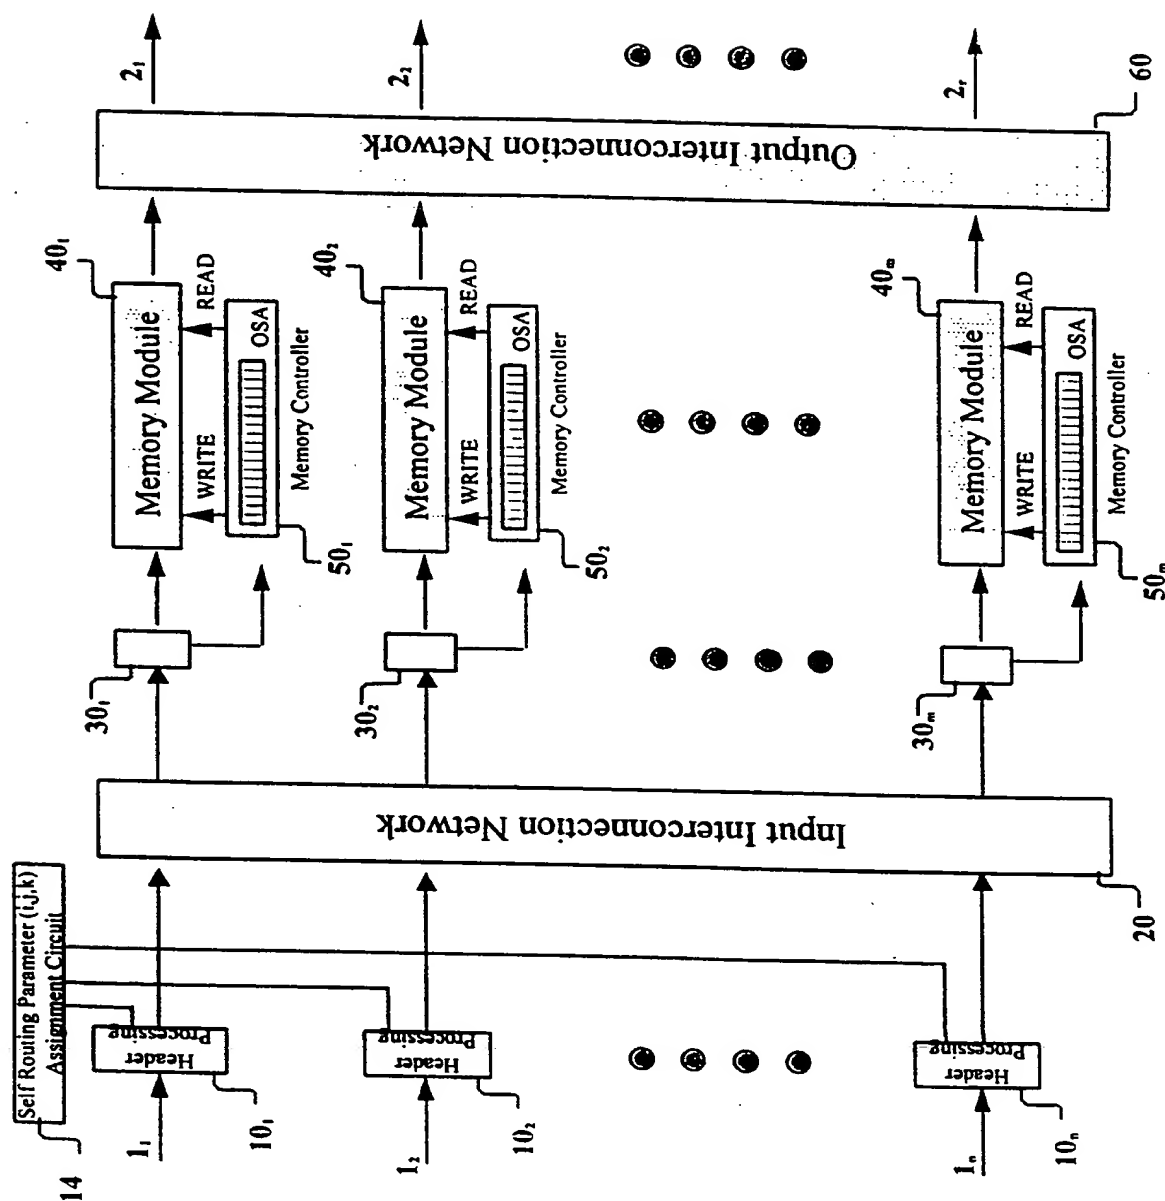 14
Self Routing Parameter (i,j,k)
Assignment Circuit
1₁
Header
Processing
10₁
1₂
Header
Processing
10₂
1ₙ
Header
Processing
10ₙ
Input Interconnection Network
20
30₁
30₂
30ₘ
Memory Module
40₁
WRITE
READ
OSA
Memory Controller
50₁
Memory Module
40₂
WRITE
READ
OSA
Memory Controller
50₂
Memory Module
40ₘ
WRITE
READ
OSA
Memory Controller
50ₘ
Output Interconnection Network
60
2₁
2₂
2ᵣ